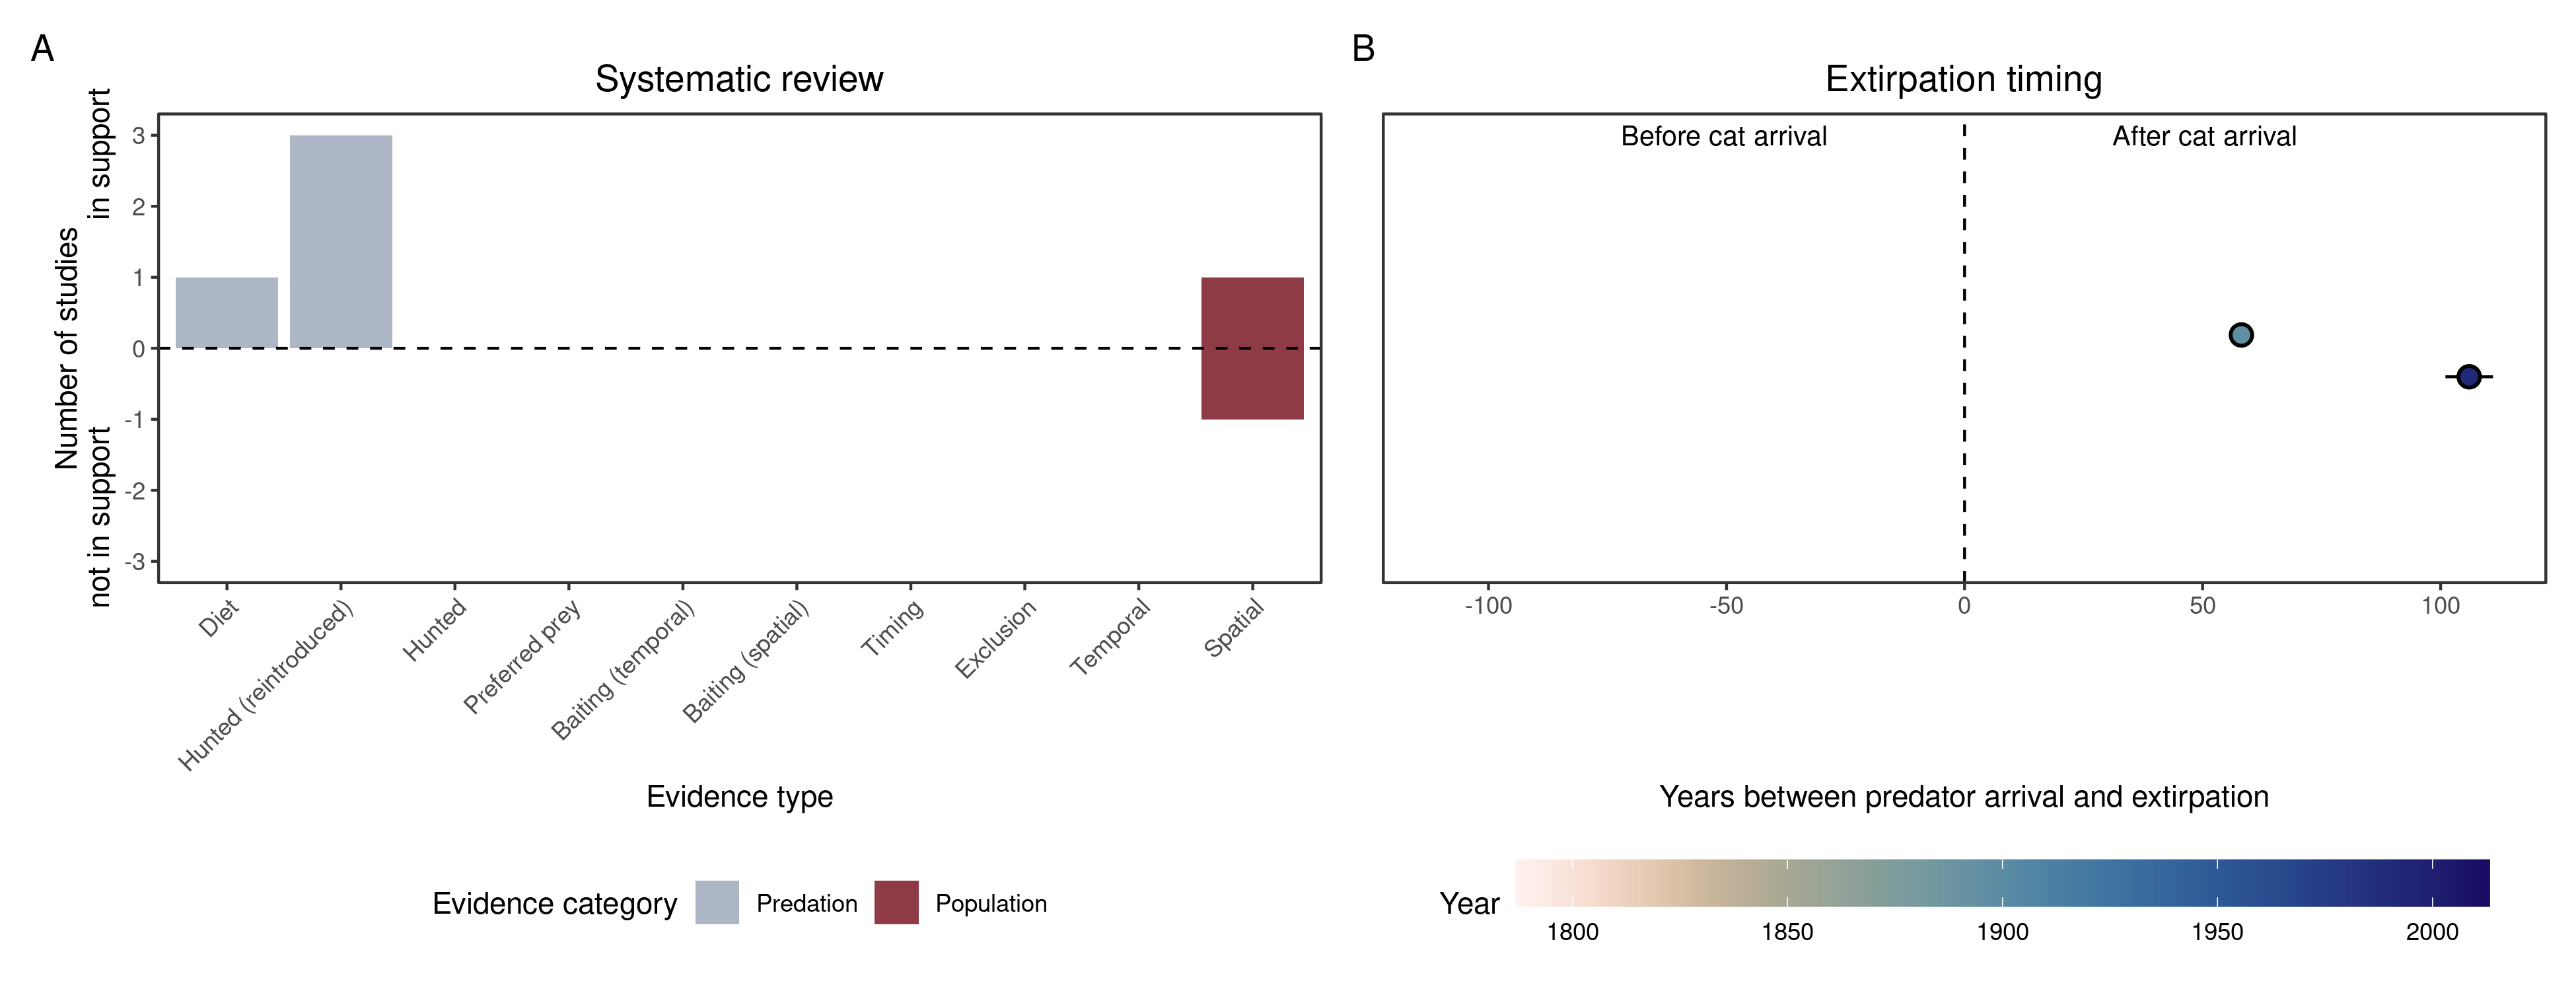 A
Systematic review
Number of studies
in support
not in support
3
2
1
0
-1
-2
-3
Diet
Hunted (reintroduced)
Hunted
Preferred prey
Baiting (temporal)
Baiting (spatial)
Timing
Exclusion
Temporal
Spatial
Evidence type
Evidence category Predation Population
B
Extirpation timing
Before cat arrival After cat arrival
-100 -50 0 50 100
Years between predator arrival and extirpation
Year
1800 1850 1900 1950 2000